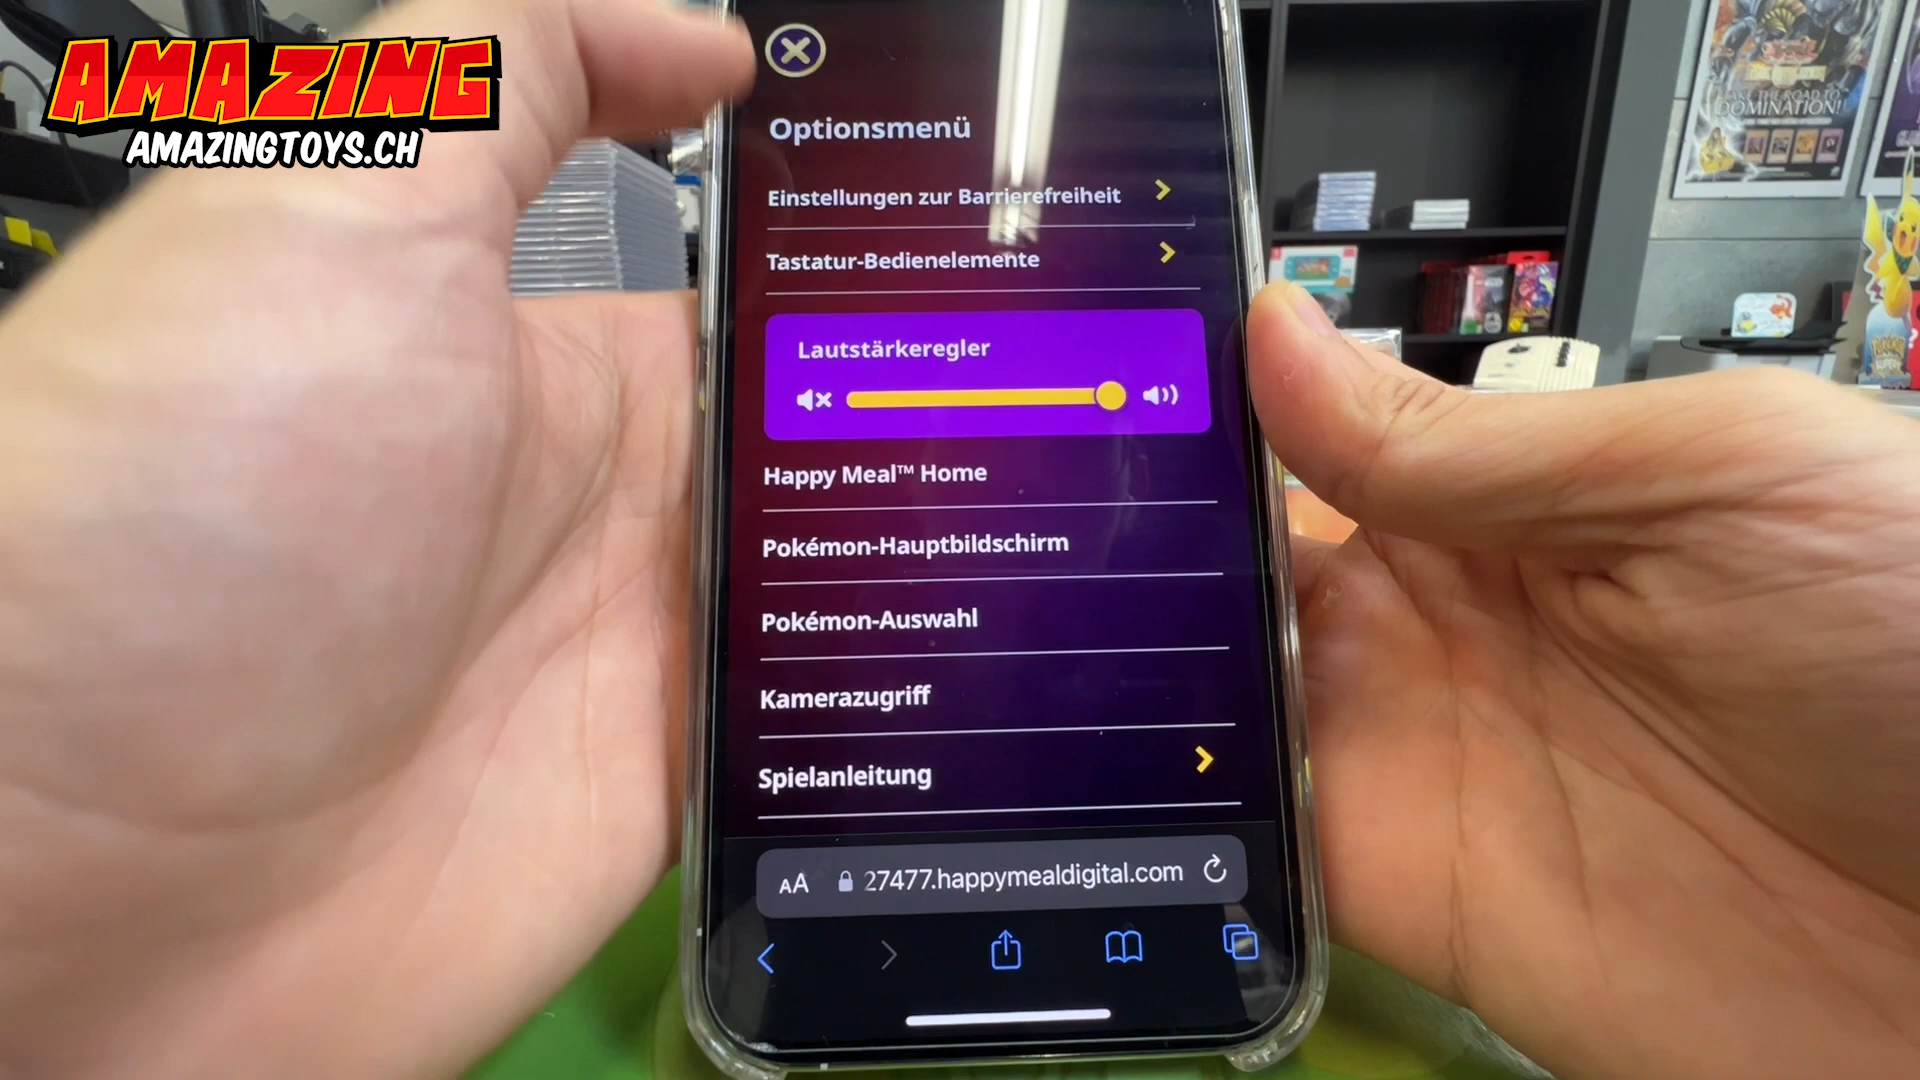 AMAZING
AMAZINGTOYS.CH
Optionsmenü
Einstellungen zur Barrierefreiheit
Tastatur-Bedienelemente
Lautstärkeregler
Happy Meal™ Home
Pokémon-Hauptbildschirm
Pokémon-Auswahl
Kamerazugriff
Spielanleitung
AA 27477.happymealdigital.com
DOMINATION!